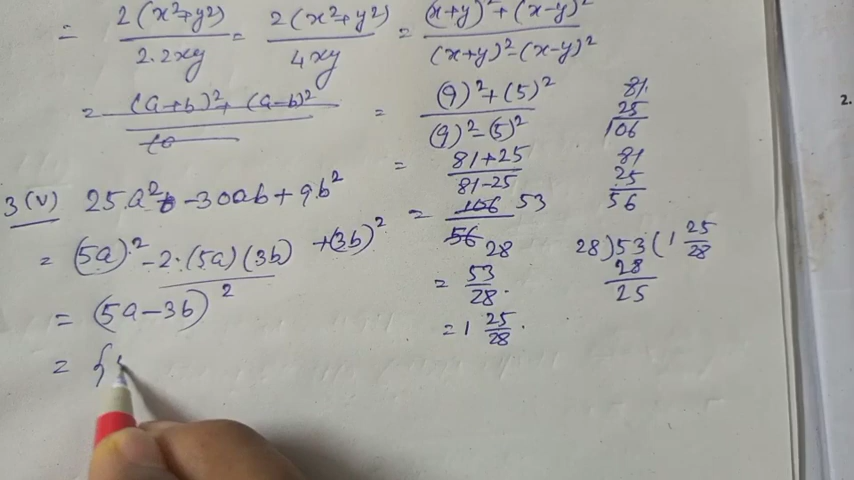 = 2(x²+y²)/2.2xy = 2(x²+y²)/4xy = (x+y)²+(x-y)²/(x+y)²-(x-y)²
= (a+b)²+(a-b)²/10
= (9)²+(5)²/(9)²-(5)²
= 81+25/81-25
= 106 53/56 28
= 53/28.
= 1 25/28.
81
25
106
81
25
56
28)53(1 25/28
28
25
3(v) 25a²b-30ab+9b²
= (5a)²-2.(5a)(3b)+(3b)²
= (5a-3b)²
= {
2.